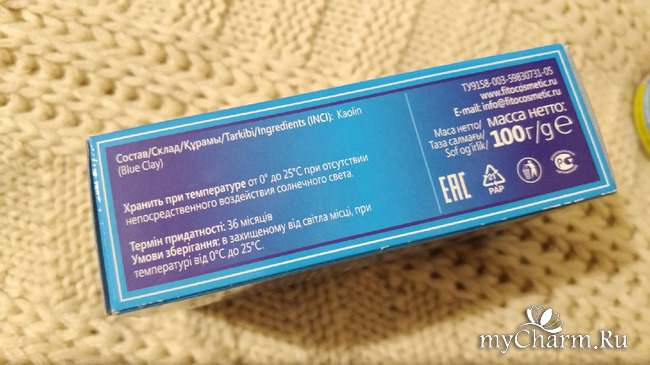 Состав/Склад/Құрамы/Tarkibi/Ingredients (INCI): Kaolin
(Blue Clay)
Хранить при температуре от 0° до 25°С при отсутствии
непосредственного воздействия солнечного света.
Термін придатності: 36 місяців
Умови зберігання: в захищеному від світла місці, при
температурі від 0°С до 25°С.
ТУ9158-003-59830731-05
www.fitocosmetic.ru
E-mail: info@fitocosmetic.ru
Маса нетто/ масса нетто:
Таза салмағы/ 100г/g℮
Sof og'irlik/
EAC
21
PAP
myCharm.Ru